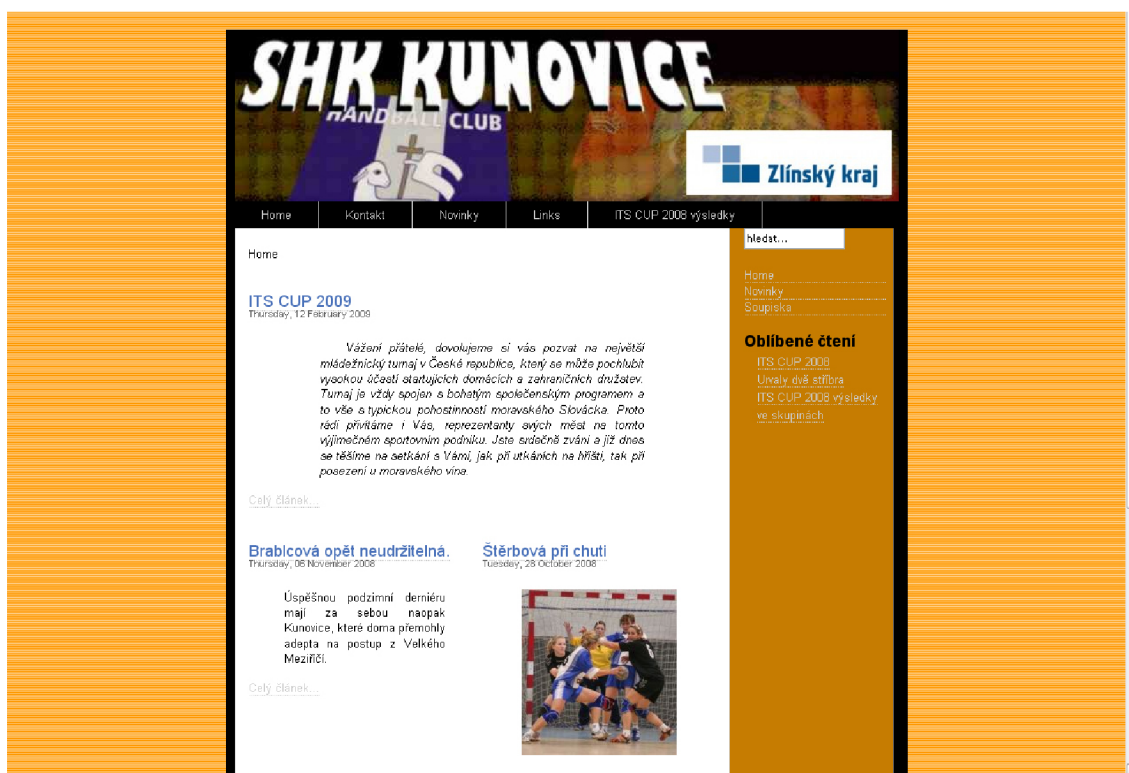 SHK KUNOVICE
HANDBALL CLUB
Zlínský kraj
Home
Kontakt
Novinky
Links
ITS CUP 2008 výsledky
hledat...
Home
ITS CUP 2009
Thursday, 12 February 2009
Vážení přátelé, dovolujeme si vás pozvat na největší
mládežnický turnaj v České republice, který se může pochlubit
vysokou účastí startujících domácích a zahraničních družstev.
Turnaj je vždy spojen s bohatým společenským programem a
to vše s typickou pohostinností moravského Slovácka. Proto
rádi přivítáme i Vás, reprezentanty svých měst na tomto
výjimečném sportovním podniku. Jste srdečně zváni a již dnes
se těšíme na setkání s Vámi, jak při utkáních na hřišti, tak při
posezení u moravského vína.
Celý článek...
Brablcová opět neudržitelná.
Thursday, 06 November 2008
Úspěšnou podzimní derniéru
mají za sebou naopak
Kunovice, které doma přemohly
adepta na postup z Velkého
Meziříčí.
Celý článek...
Štěrbová při chuti
Tuesday, 28 October 2008
Home
Novinky
Soupiska
Oblíbené čtení
ITS CUP 2008
Urvaly dvě stříbra
ITS CUP 2008 výsledky
ve skupinách